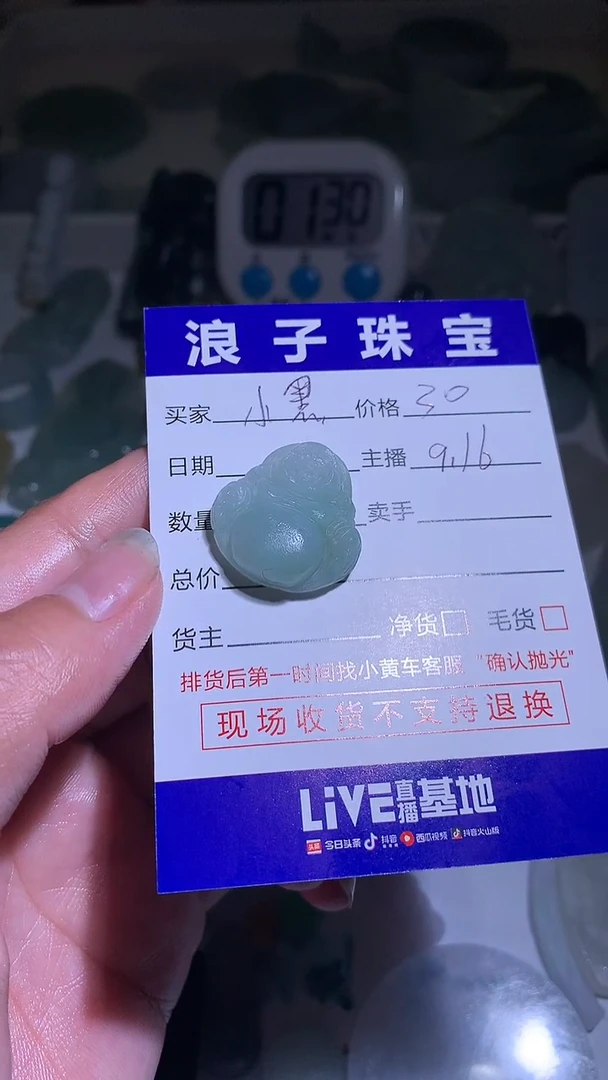 01 30
浪子珠宝
买家 小黑 价格 30
日期 主播 9.16
数量 卖手
总价
货主 净货 毛货
排货后第一时间找小黄车客服“确认抛光”
现场收货不支持退换
LiVE直播基地
头条 今日头条 抖音 西瓜视频 抖音火山版